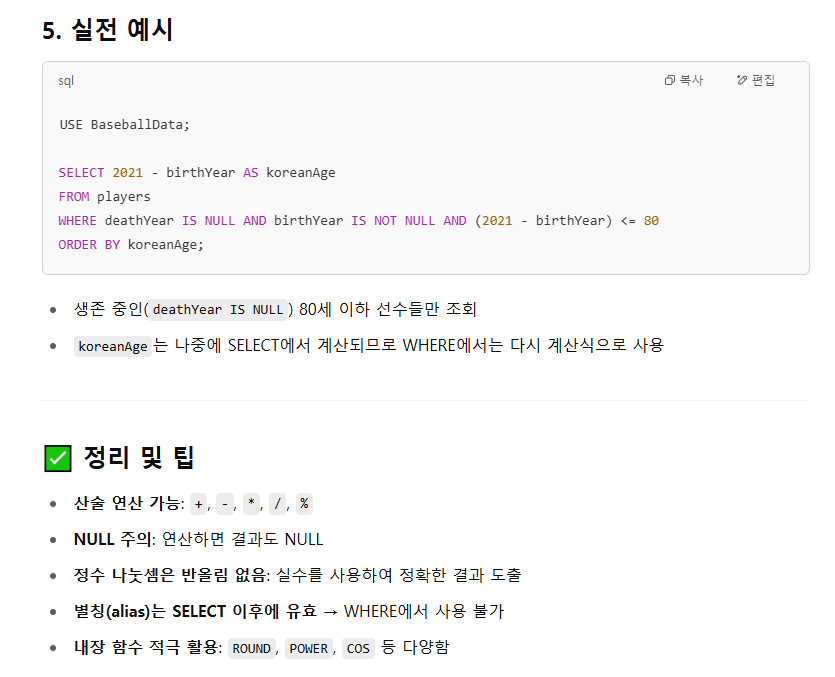 5. 실전 예시
sql
복사
편집
USE BaseballData;
SELECT 2021 - birthYear AS koreanAge
FROM players
WHERE deathYear IS NULL AND birthYear IS NOT NULL AND (2021 - birthYear) <= 80
ORDER BY koreanAge;
• 생존 중인(deathYear IS NULL) 80세 이하 선수들만 조회
• koreanAge는 나중에 SELECT에서 계산되므로 WHERE에서는 다시 계산식으로 사용
✅ 정리 및 팁
• 산술 연산 가능: +, -, *, /, %
• NULL 주의: 연산하면 결과도 NULL
• 정수 나눗셈은 반올림 없음: 실수를 사용하여 정확한 결과 도출
• 별칭(alias)는 SELECT 이후에 유효 → WHERE에서 사용 불가
• 내장 함수 적극 활용: ROUND, POWER, COS 등 다양함